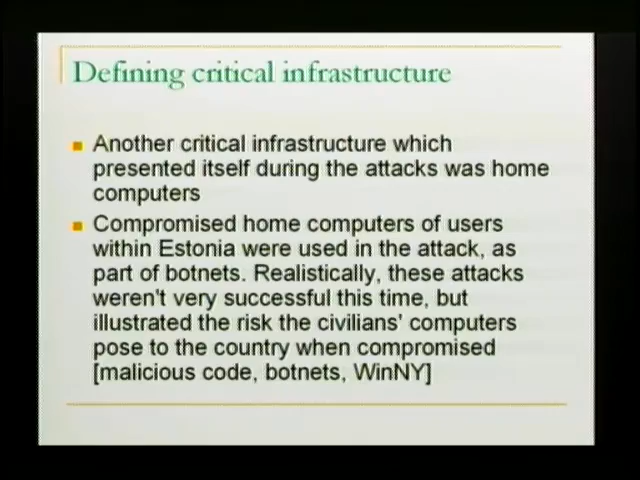 Defining critical infrastructure
Another critical infrastructure which
presented itself during the attacks was home
computers
Compromised home computers of users
within Estonia were used in the attack, as
part of botnets. Realistically, these attacks
weren't very successful this time, but
illustrated the risk the civilians' computers
pose to the country when compromised
[malicious code, botnets, WinNY]